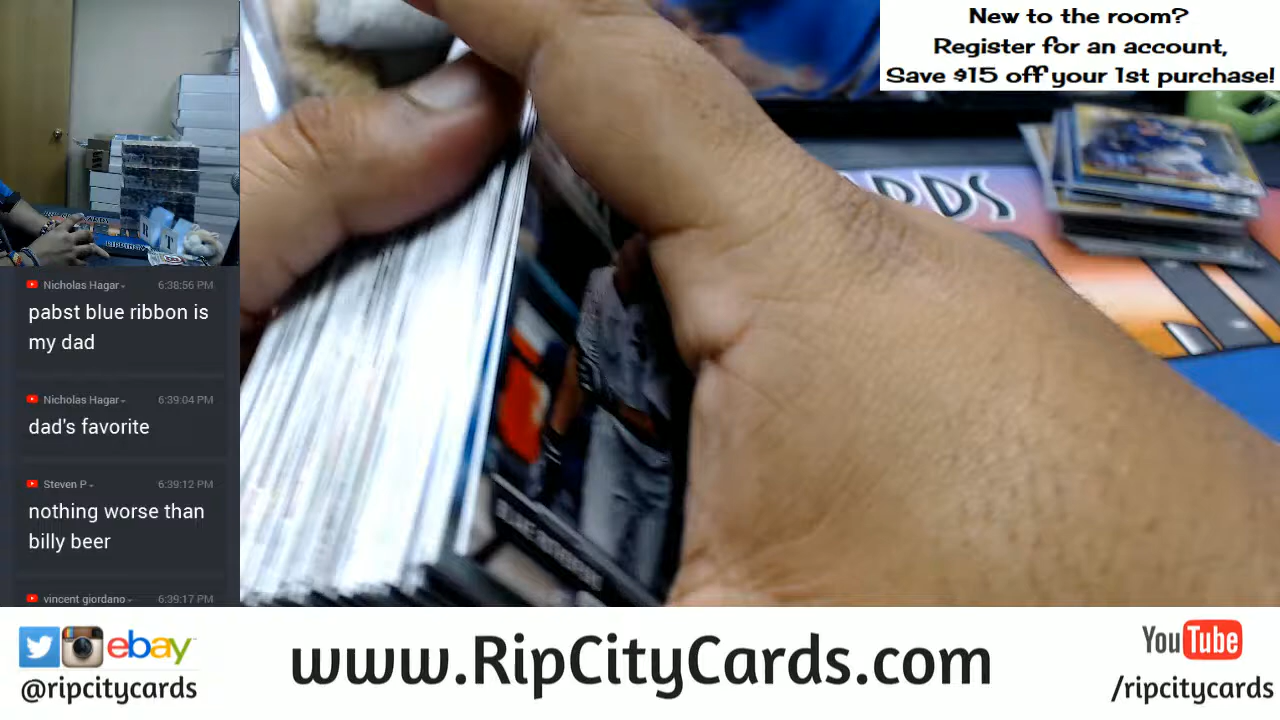 New to the room?
Register for an account,
Save $15 off your 1st purchase!
Nicholas Hagar 6:38:56 PM
pabst blue ribbon is
my dad
Nicholas Hagar 6:39:04 PM
dad's favorite
Steven P 6:39:12 PM
nothing worse than
billy beer
vincent giordano 6:39:17 PM
ebay
@ripcitycards
www.RipCityCards.com
YouTube
/ripcitycards